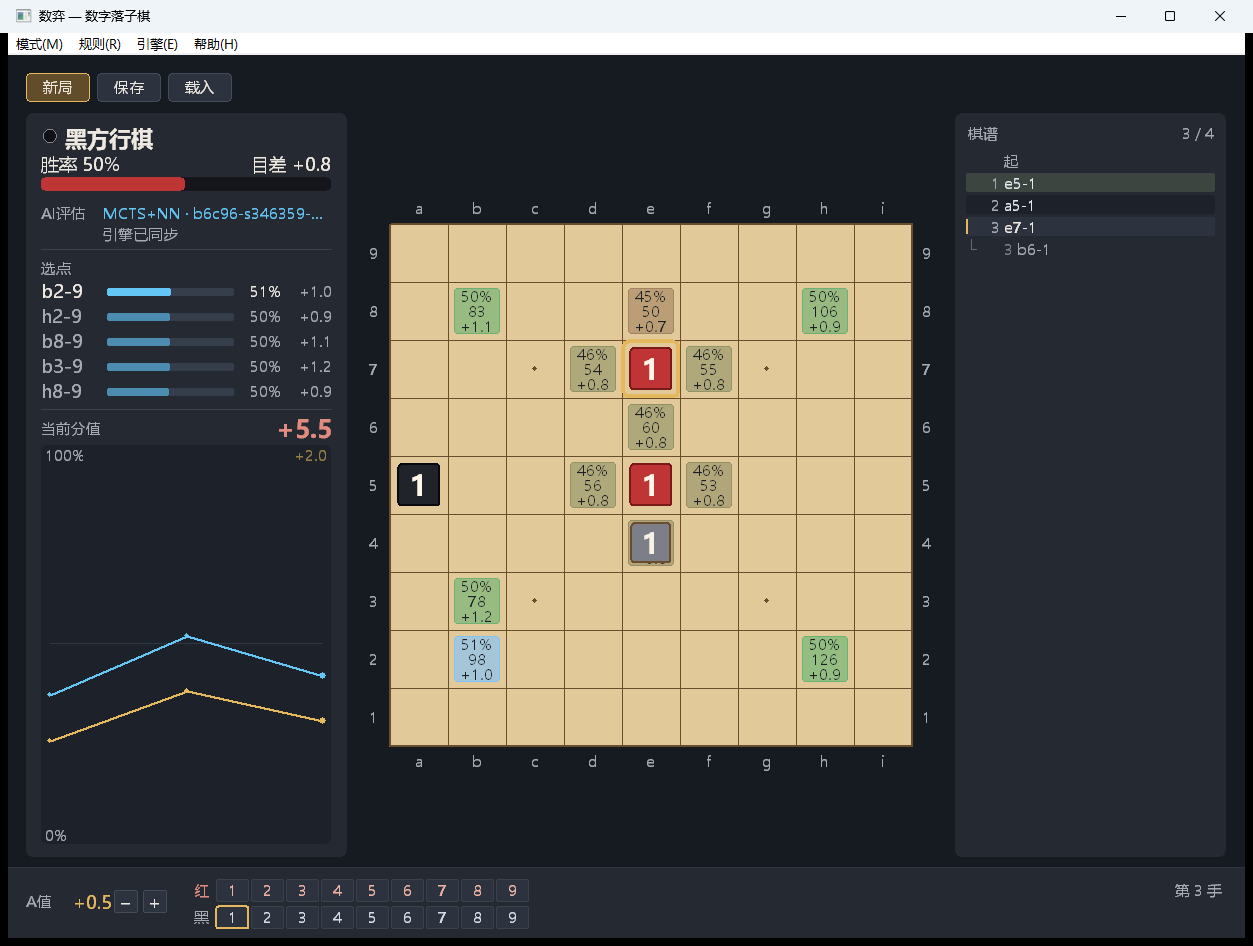 数弈 — 数字落子棋
模式(M) 规则(R) 引擎(E) 帮助(H)
新局 保存 载入
黑方行棋
胜率 50% 目差 +0.8
AI评估 MCTS+NN · b6c96-s346359-...
引擎已同步
选点
b2-9 51% +1.0
h2-9 50% +0.9
b8-9 50% +1.1
b3-9 50% +1.2
h8-9 50% +0.9
当前分值 +5.5
100% +2.0
0%
a b c d e f g h i
9 9
8 8
50% 45% 50%
83 50 106
+1.1 +0.7 +0.9
7 7
46% 1 46%
54 55
+0.8 +0.8
6 6
46%
60
+0.8
5 5
1 46% 1 46%
56 53
+0.8 +0.8
4 1 4
3 3
50%
78
+1.2
2 2
51% 50%
98 126
+1.0 +0.9
1 1
a b c d e f g h i
棋谱 3 / 4
起
1 e5-1
2 a5-1
3 e7-1
3 b6-1
A值 +0.5 − +
红 1 2 3 4 5 6 7 8 9
黑 1 2 3 4 5 6 7 8 9
第 3 手